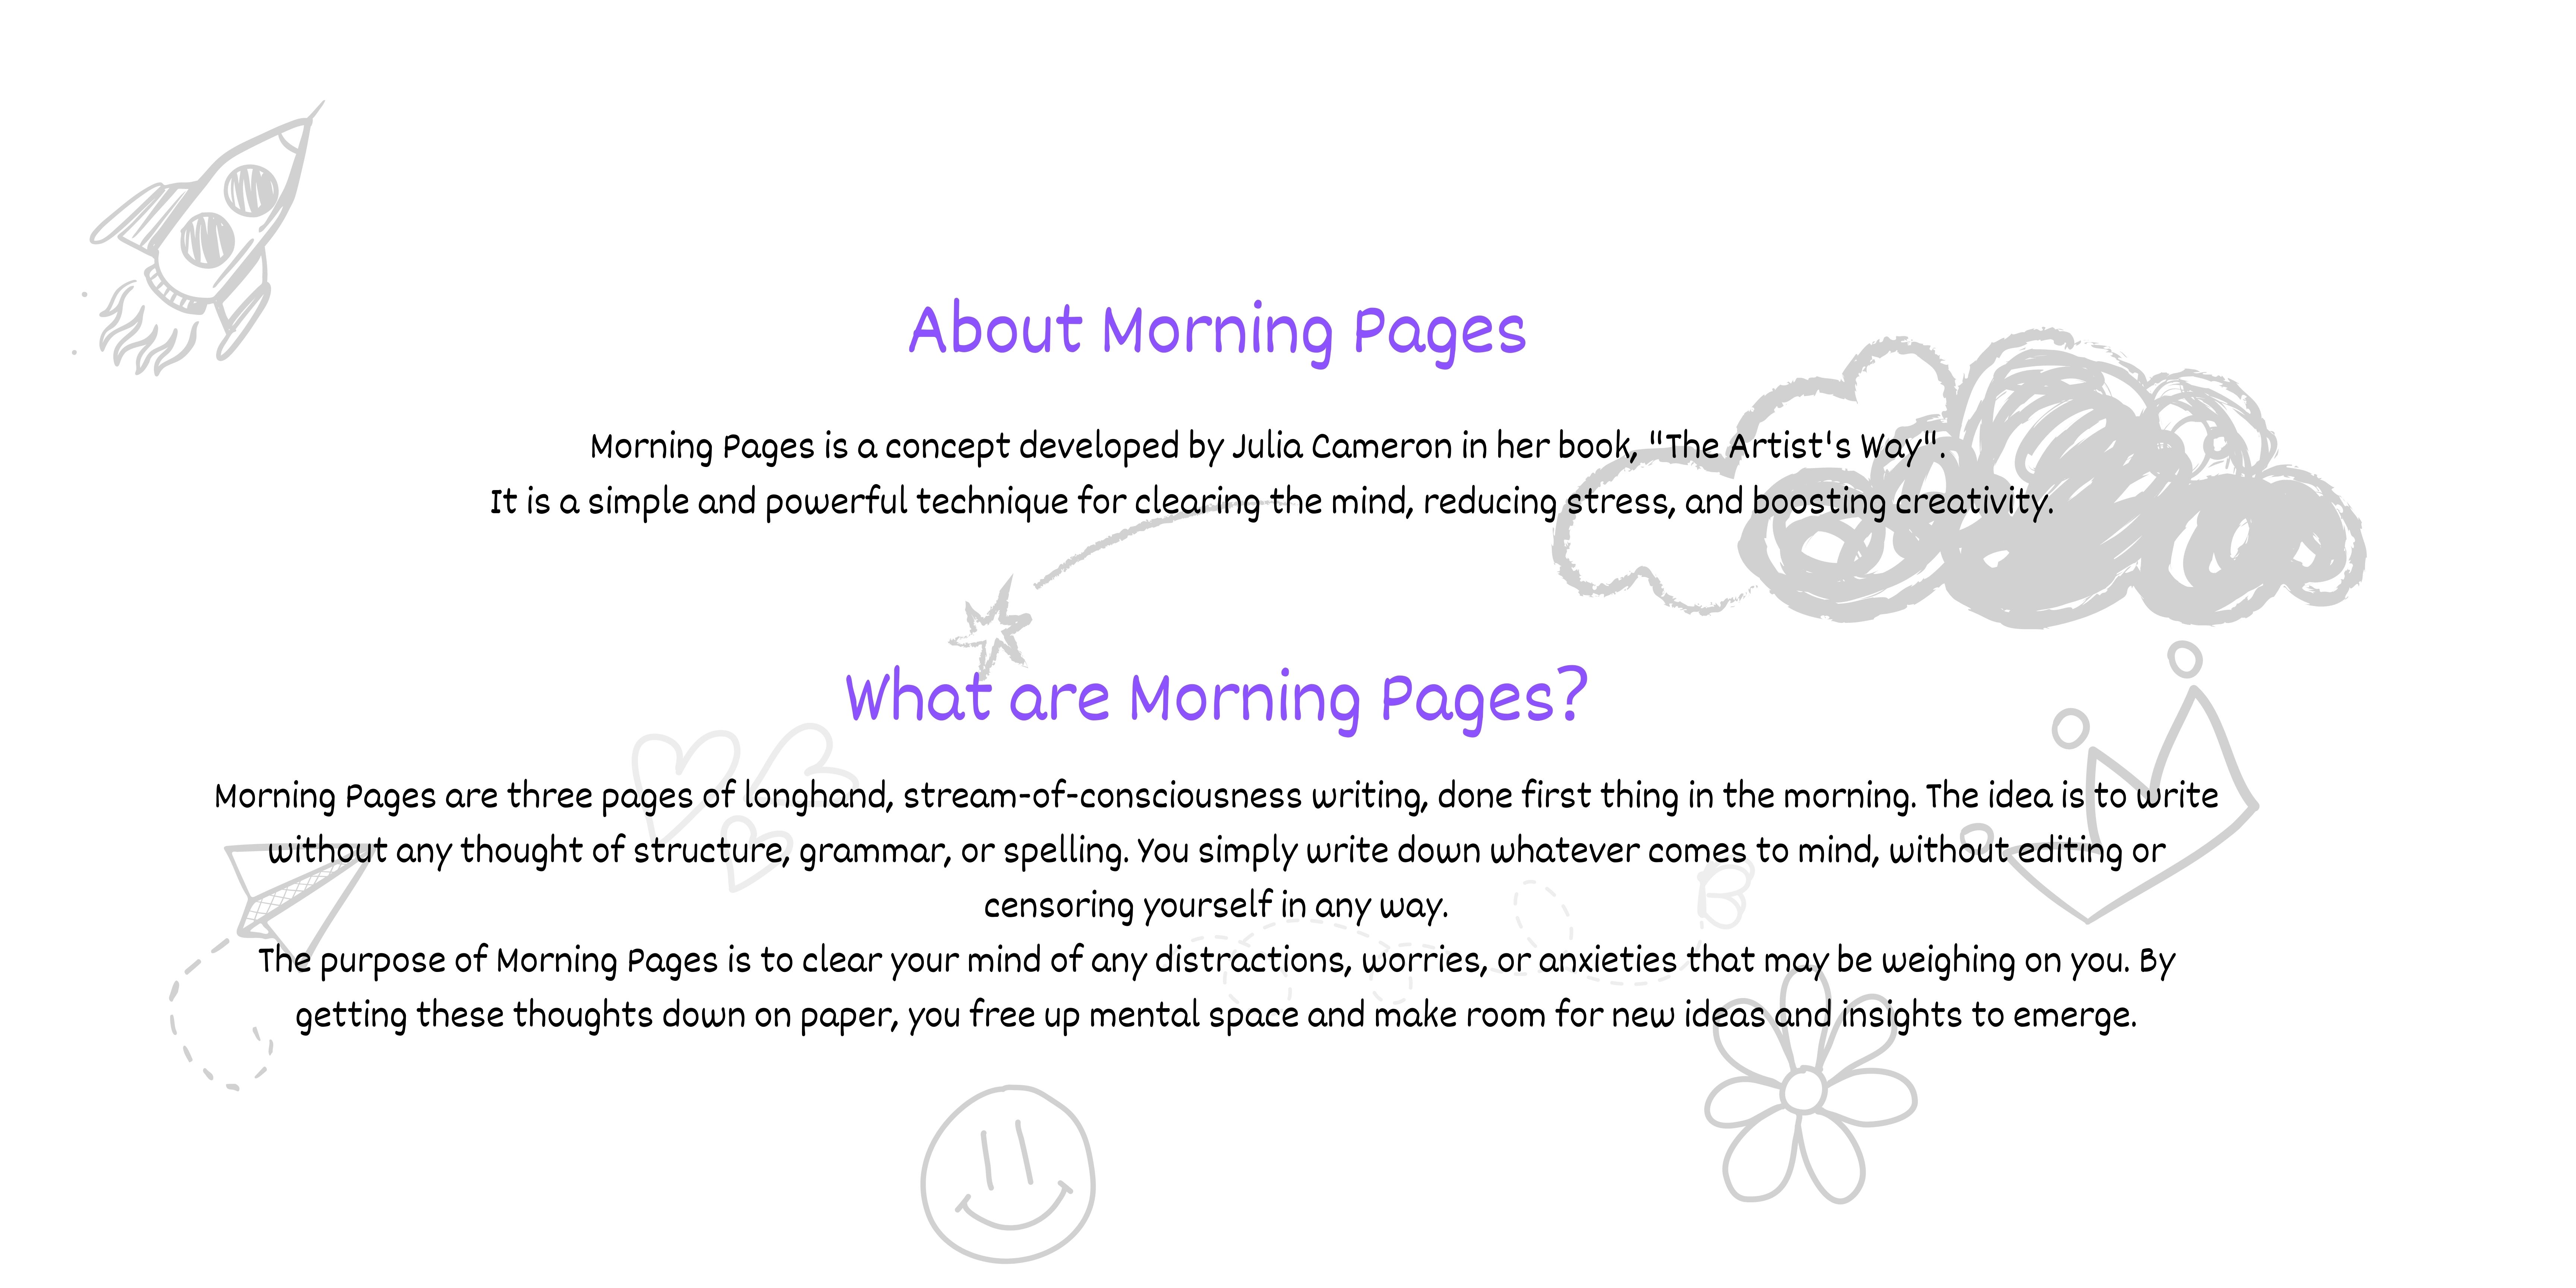 About Morning Pages
Morning Pages is a concept developed by Julia Cameron in her book, "The Artist's Way".
It is a simple and powerful technique for clearing the mind, reducing stress, and boosting creativity.
What are Morning Pages?
Morning Pages are three pages of longhand, stream-of-consciousness writing, done first thing in the morning. The idea is to write
without any thought of structure, grammar, or spelling. You simply write down whatever comes to mind, without editing or
censoring yourself in any way.
The purpose of Morning Pages is to clear your mind of any distractions, worries, or anxieties that may be weighing on you. By
getting these thoughts down on paper, you free up mental space and make room for new ideas and insights to emerge.